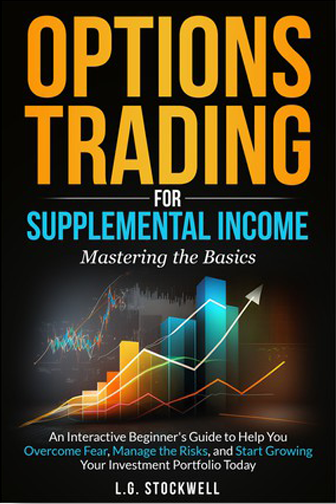 OPTIONS
TRADING
FOR
SUPPLEMENTAL INCOME
Mastering the Basics
An Interactive Beginner's Guide to Help You
Overcome Fear, Manage the Risks, and Start Growing
Your Investment Portfolio Today
L.G. STOCKWELL